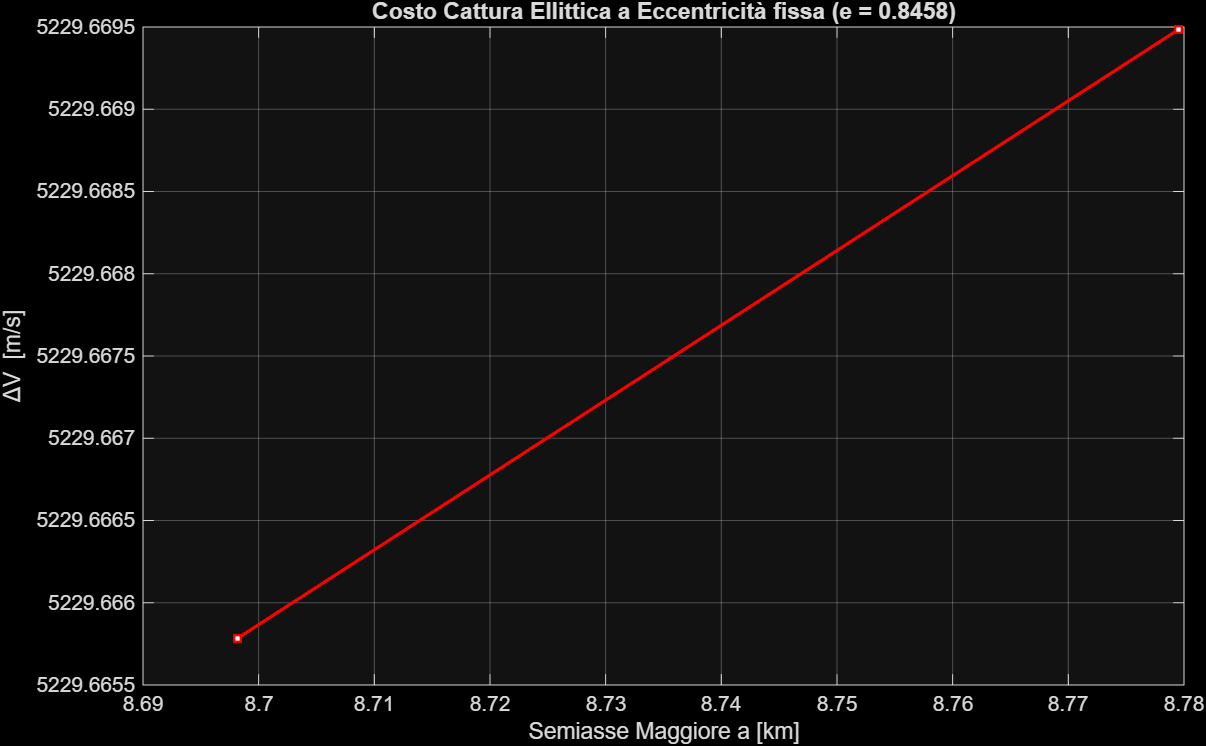 Costo Cattura Ellittica a Eccentricità fissa (e = 0.8458)
5229.6695
5229.669
5229.6685
5229.668
5229.6675
5229.667
5229.6665
5229.666
5229.6655
ΔV [m/s]
8.69 8.7 8.71 8.72 8.73 8.74 8.75 8.76 8.77 8.78
Semiasse Maggiore a [km]